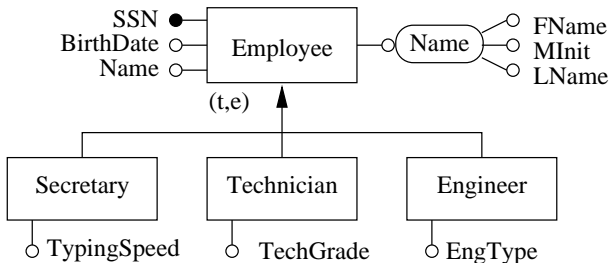 SSN
BirthDate
Name
Employee
Name
FName
MInit
LName
(t,e)
Secretary
Technician
Engineer
TypingSpeed
TechGrade
EngType